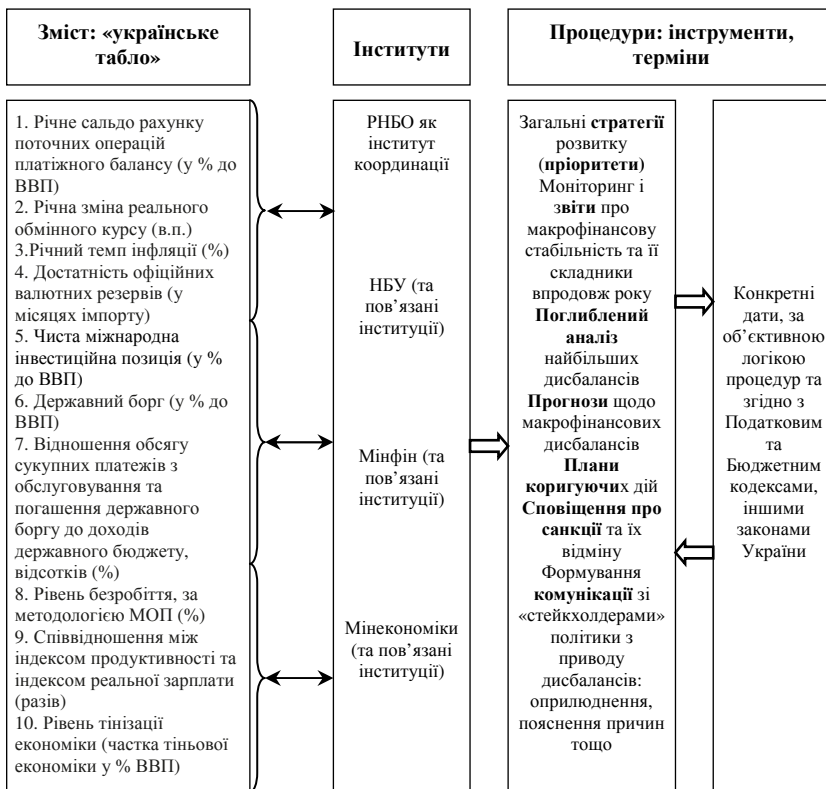 Зміст: «українське
табло»
Інститути
Процедури: інструменти,
терміни
1. Річне сальдо рахунку
поточних операцій
платіжного балансу (у % до
ВВП)
2. Річна зміна реального
обмінного курсу (в.п.)
3.Річний темп інфляції (%)
4. Достатність офіційних
валютних резервів (у
місяцях імпорту)
5. Чиста міжнародна
інвестиційна позиція (у %
до ВВП)
6. Державний борг (у % до
ВВП)
7. Відношення обсягу
сукупних платежів з
обслуговування та
погашення державного
боргу до доходів
державного бюджету,
відсотків (%)
8. Рівень безробіття, за
методологією МОП (%)
9. Співвідношення між
індексом продуктивності та
індексом реальної зарплати
(разів)
10. Рівень тінізації
економіки (частка тіньової
економіки у % ВВП)
РНБО як
інститут
координації
НБУ (та
пов’язані
інституції)
Мінфін (та
пов’язані
інституції)
Мінекономіки
(та пов’язані
інституції)
Загальні стратегії
розвитку
(пріоритети)
Моніторинг і
звіти про
макрофінансову
стабільність та її
складники
впродовж року
Поглиблений
аналіз
найбільших
дисбалансів
Прогнози щодо
макрофінансових
дисбалансів
Плани
коригуючих дій
Сповіщення про
санкції та їх
відміну
Формування
комунікації зі
«стейкхолдерами»
політики з
приводу
дисбалансів:
оприлюднення,
пояснення причин
тощо
Конкретні
дати, за
об’єктивною
логікою
процедур та
згідно з
Податковим
та
Бюджетним
кодексами,
іншими
законами
України